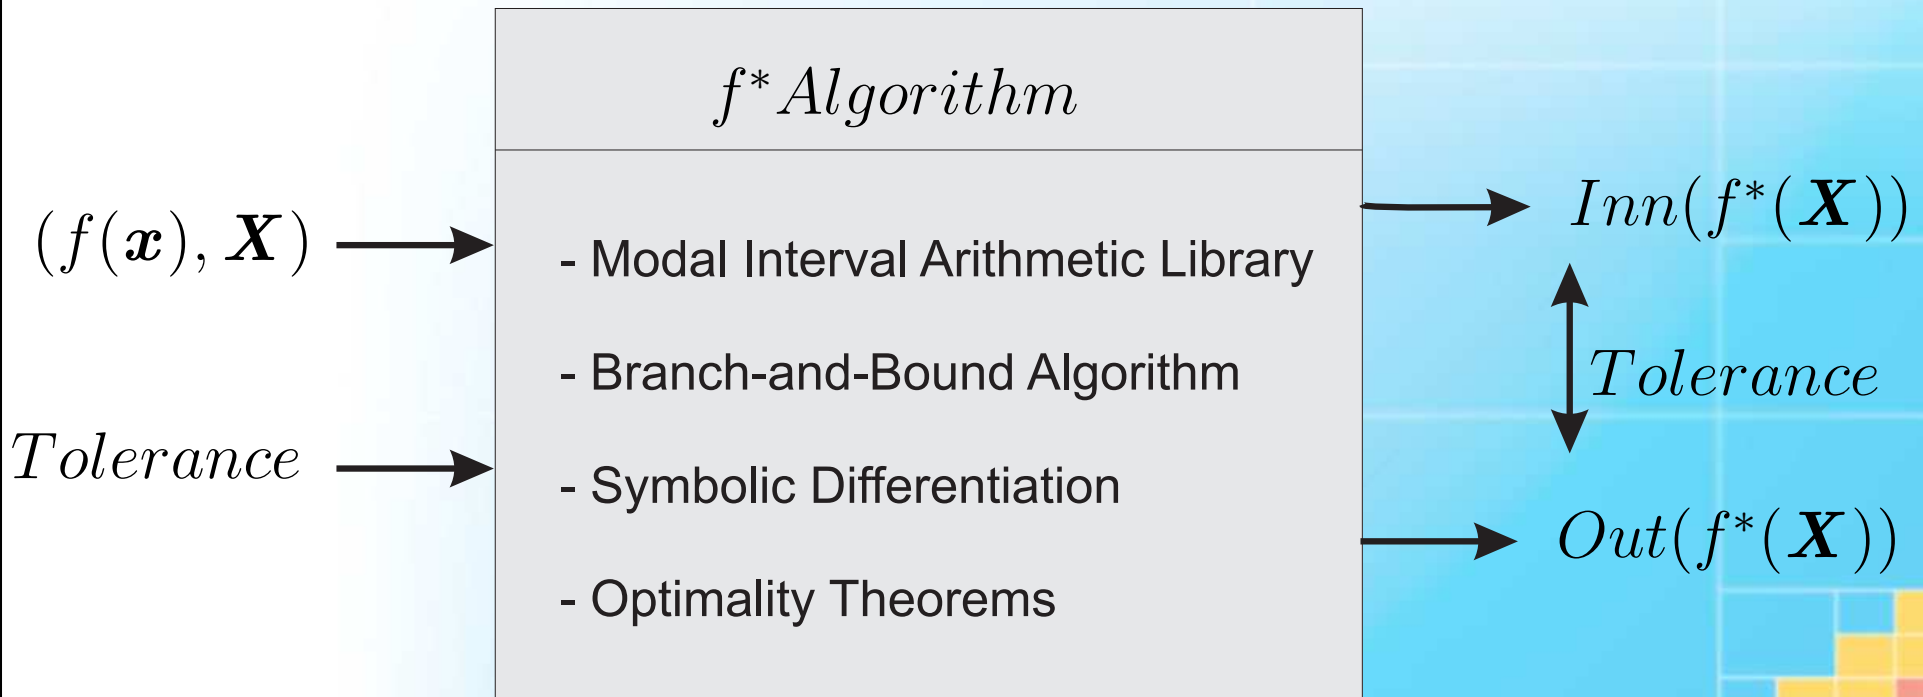 f* Algorithm
(f(x), X)
Tolerance
- Modal Interval Arithmetic Library
- Branch-and-Bound Algorithm
- Symbolic Differentiation
- Optimality Theorems
Inn(f*(X))
Tolerance
Out(f*(X))